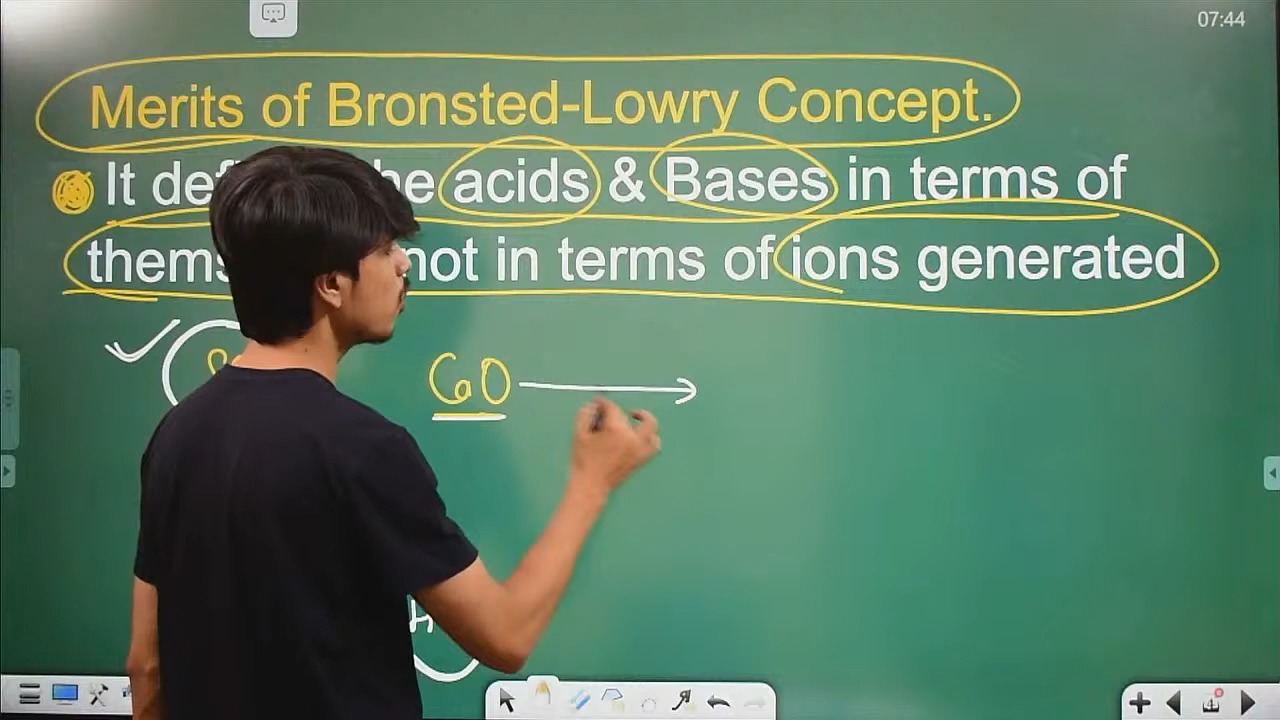 07:44
Merits of Bronsted-Lowry Concept.
It def he acids & Bases in terms of
thems not in terms of ions generated
CaO
H